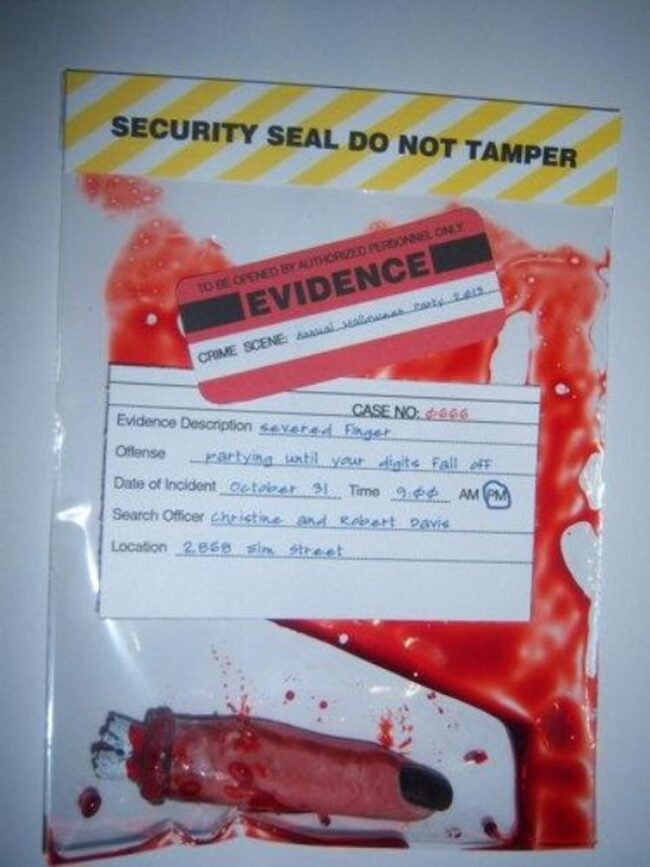 SECURITY SEAL DO NOT TAMPER
TO BE OPENED BY AUTHORIZED PERSONNEL ONLY
EVIDENCE
CRIME SCENE: Annual Halloween Party 2013
CASE NO: 0666
Evidence Description severed finger
Offense partying until your digits fall off
Date of Incident October 31 Time 9:00 AM PM
Search Officer Christine and Robert Davis
Location 2868 Elm Street